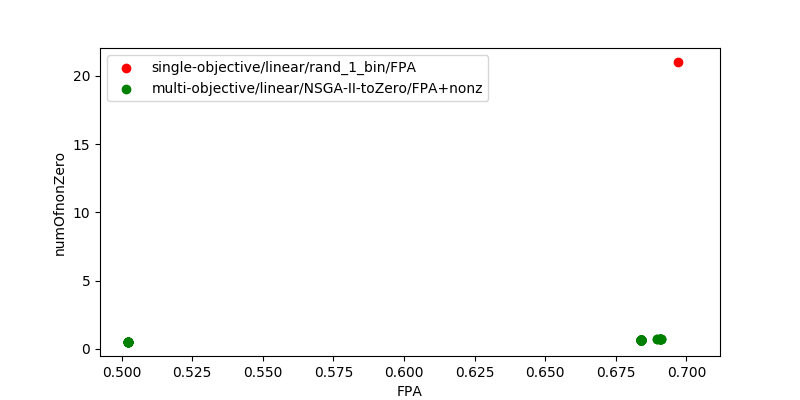 single-objective/linear/rand_1_bin/FPA
multi-objective/linear/NSGA-II-toZero/FPA+nonz
20
15
10
5
0
numOfnonZero
0.500 0.525 0.550 0.575 0.600 0.625 0.650 0.675 0.700
FPA